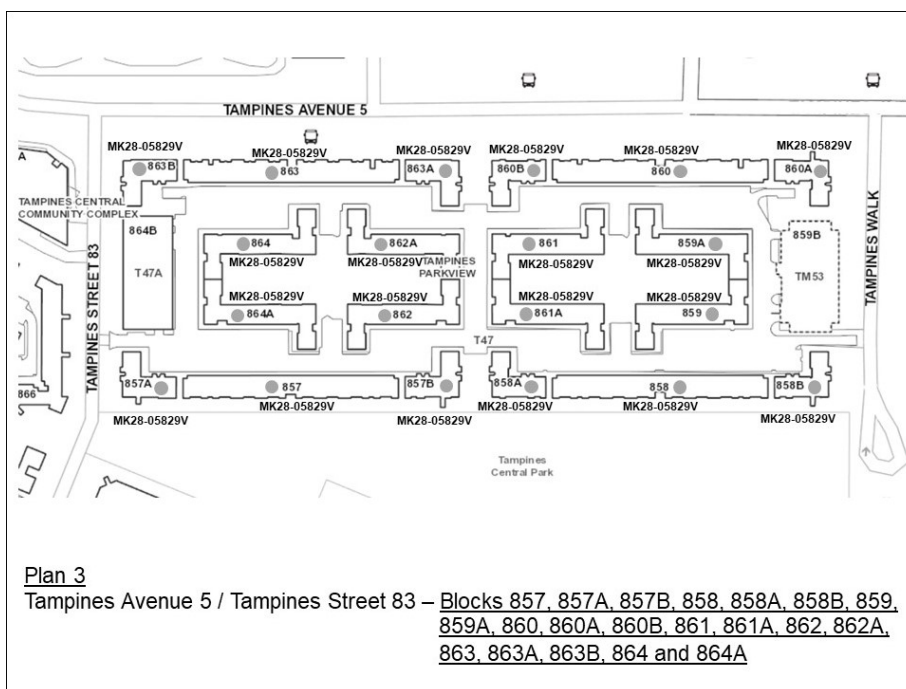 TAMPINES AVENUE 5
MK28-05829V
MK28-05829V
MK28-05829V
MK28-05829V
MK28-05829V
MK28-05829V
863B
863
863A
860B
860
860A
A
TAMPINES CENTRAL
COMMUNITY COMPLEX
864B
T47A
864
862A
861
859A
859B
MK28-05829V
MK28-05829V
TAMPINES
PARKVIEW
MK28-05829V
MK28-05829V
TM53
MK28-05829V
MK28-05829V
MK28-05829V
MK28-05829V
864A
862
861A
859
TAMPINES STREET 83
TAMPINES WALK
T47
866
857A
857
857B
858A
858
858B
MK28-05829V
MK28-05829V
MK28-05829V
MK28-05829V
MK28-05829V
MK28-05829V
Tampines
Central Park
Plan 3
Tampines Avenue 5 / Tampines Street 83 – Blocks 857, 857A, 857B, 858, 858A, 858B, 859,
859A, 860, 860A, 860B, 861, 861A, 862, 862A,
863, 863A, 863B, 864 and 864A